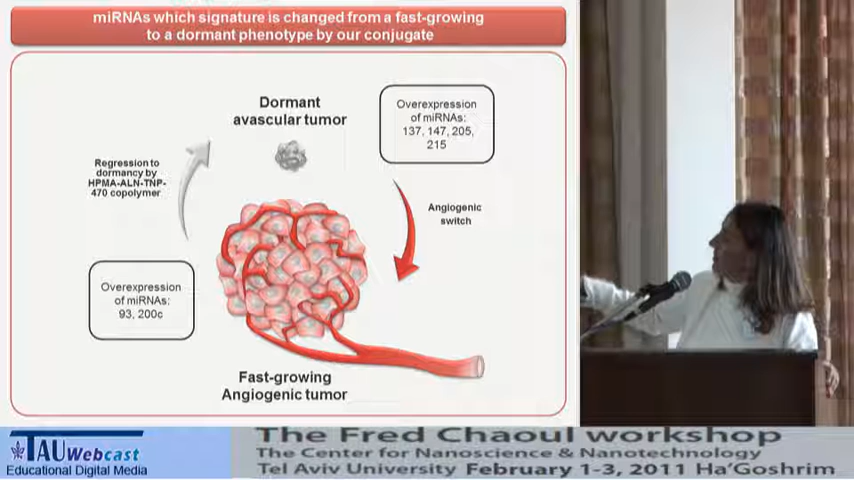 miRNAs which signature is changed from a fast-growing
to a dormant phenotype by our conjugate
Dormant
avascular tumor
Overexpression
of miRNAs:
137, 147, 205,
215
Regression to
dormancy by
HPMA-ALN-TNP-
470 copolymer
Angiogenic
switch
Overexpression
of miRNAs:
93, 200c
Fast-growing
Angiogenic tumor
TAU Webcast
Educational Digital Media
The Fred Chaoul workshop
The Center for Nanoscience & Nanotechnology
Tel Aviv University February 1-3, 2011 Ha'Goshrim